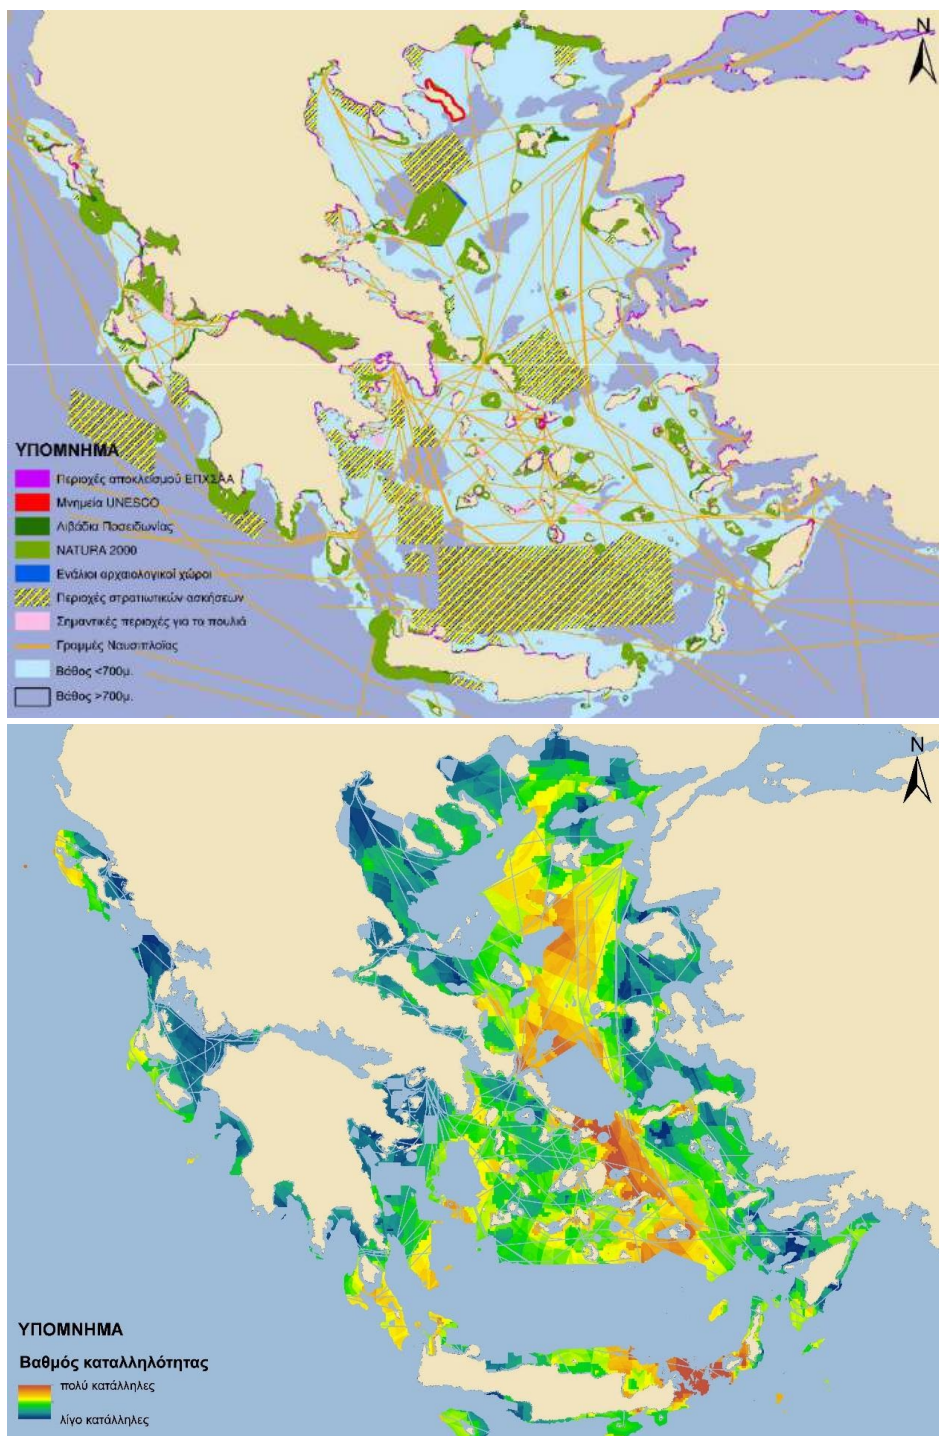 N
ΥΠΟΜΝΗΜΑ
Περιοχές αποκλεισμού ΕΠΧΣΑΑ
Μνημεία UNESCO
Λιβάδια Ποσειδωνίας
NATURA 2000
Ενάλιοι αρχαιολογικοί χώροι
Περιοχές στρατιωτικών ασκήσεων
Σημαντικές περιοχές για τα πουλιά
Γραμμές Ναυσιπλοΐας
Βάθος <700μ.
Βάθος >700μ.
N
ΥΠΟΜΝΗΜΑ
Βαθμός καταλληλότητας
πολύ κατάλληλες
λίγο κατάλληλες